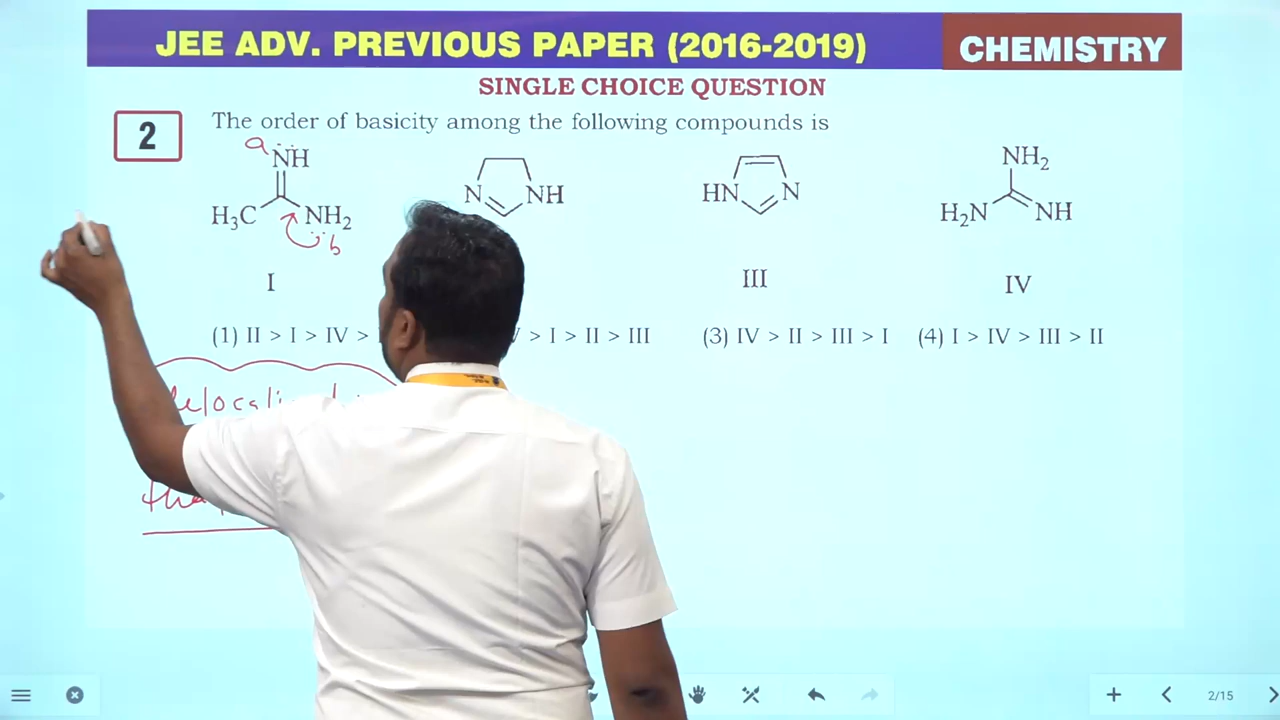 JEE ADV. PREVIOUS PAPER (2016-2019)
CHEMISTRY
SINGLE CHOICE QUESTION
2
The order of basicity among the following compounds is
a
NH
H₃C
NH₂
b
I
N
NH
HN
N
III
NH₂
H₂N
NH
IV
(1) II > I > IV >
> I > II > III
(3) IV > II > III > I
(4) I > IV > III > II
2/15